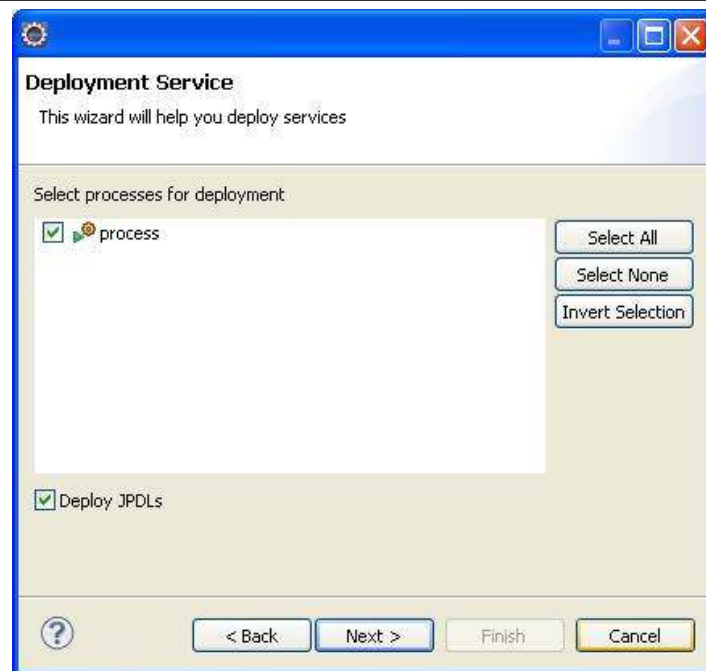 Deployment Service
This wizard will help you deploy services
Select processes for deployment
process
Select All
Select None
Invert Selection
Deploy JPDLs
?
< Back
Next >
Finish
Cancel